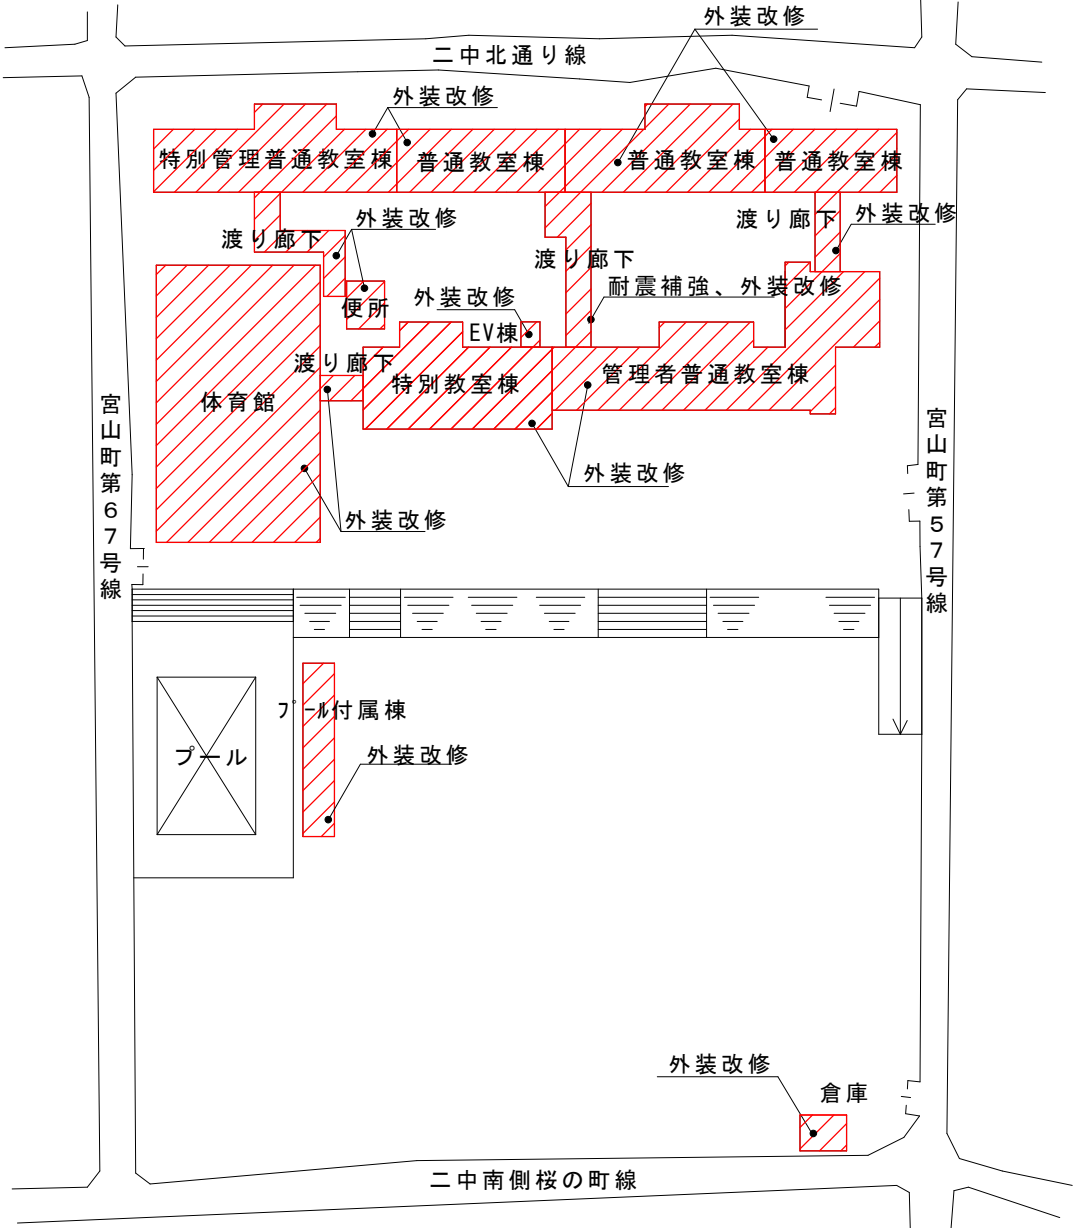 外装改修
二中北通り線
外装改修
特別管理普通教室棟
普通教室棟
普通教室棟
普通教室棟
外装改修
渡り廊下
外装改修
渡り廊下
渡り廊下
耐震補強、外装改修
外装改修
便所
EV棟
渡り廊下
特別教室棟
管理者普通教室棟
体育館
宮山町第67号線
宮山町第57号線
外装改修
外装改修
プール付属棟
プール
外装改修
外装改修
倉庫
二中南側桜の町線